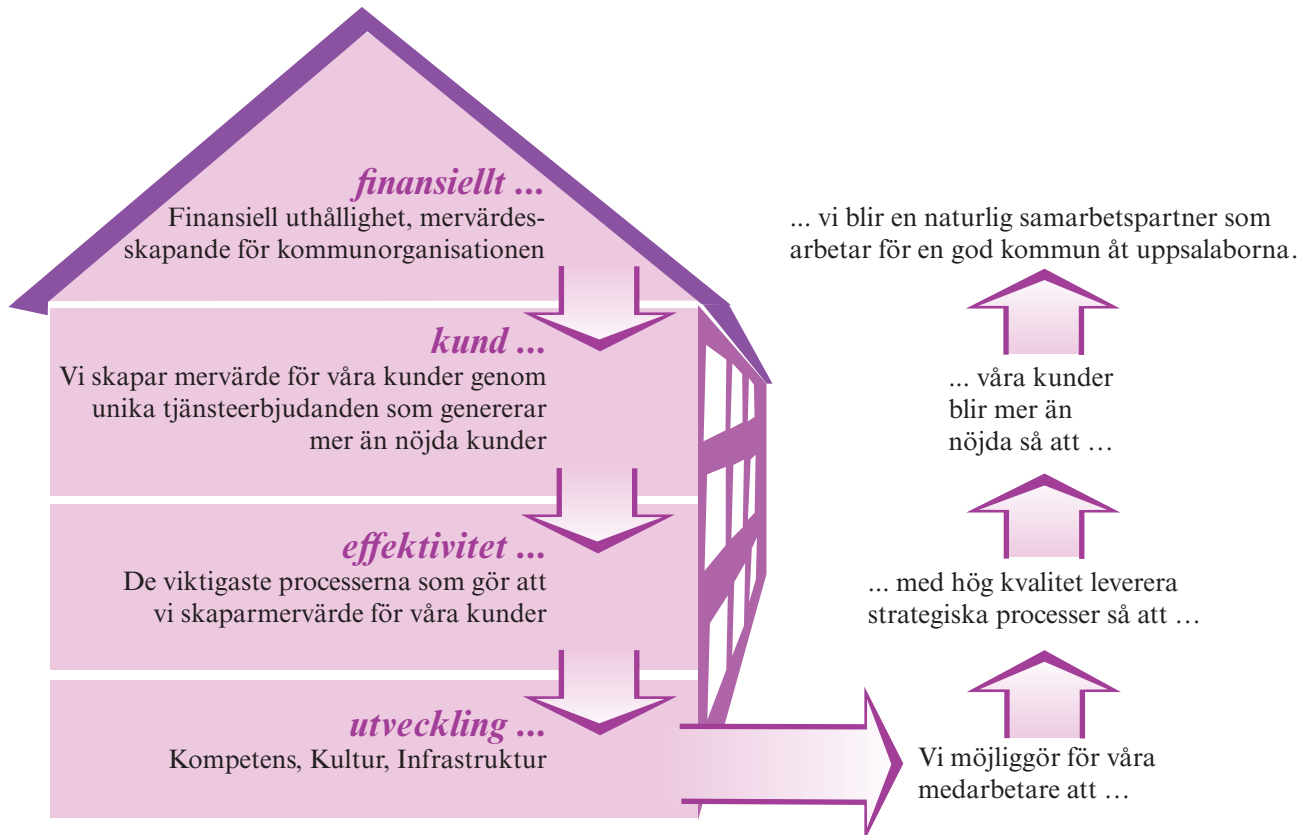 finansiellt ...
Finansiell uthållighet, mervärdes-
skapande för kommunorganisationen
kund ...
Vi skapar mervärde för våra kunder genom
unika tjänsteerbjudanden som genererar
mer än nöjda kunder
effektivitet ...
De viktigaste processerna som gör att
vi skaparmervärde för våra kunder
utveckling ...
Kompetens, Kultur, Infrastruktur
Vi möjliggör för våra
medarbetare att …
... med hög kvalitet leverera
strategiska processer så att …
... våra kunder
blir mer än
nöjda så att …
... vi blir en naturlig samarbetspartner som
arbetar för en god kommun åt uppsalaborna.